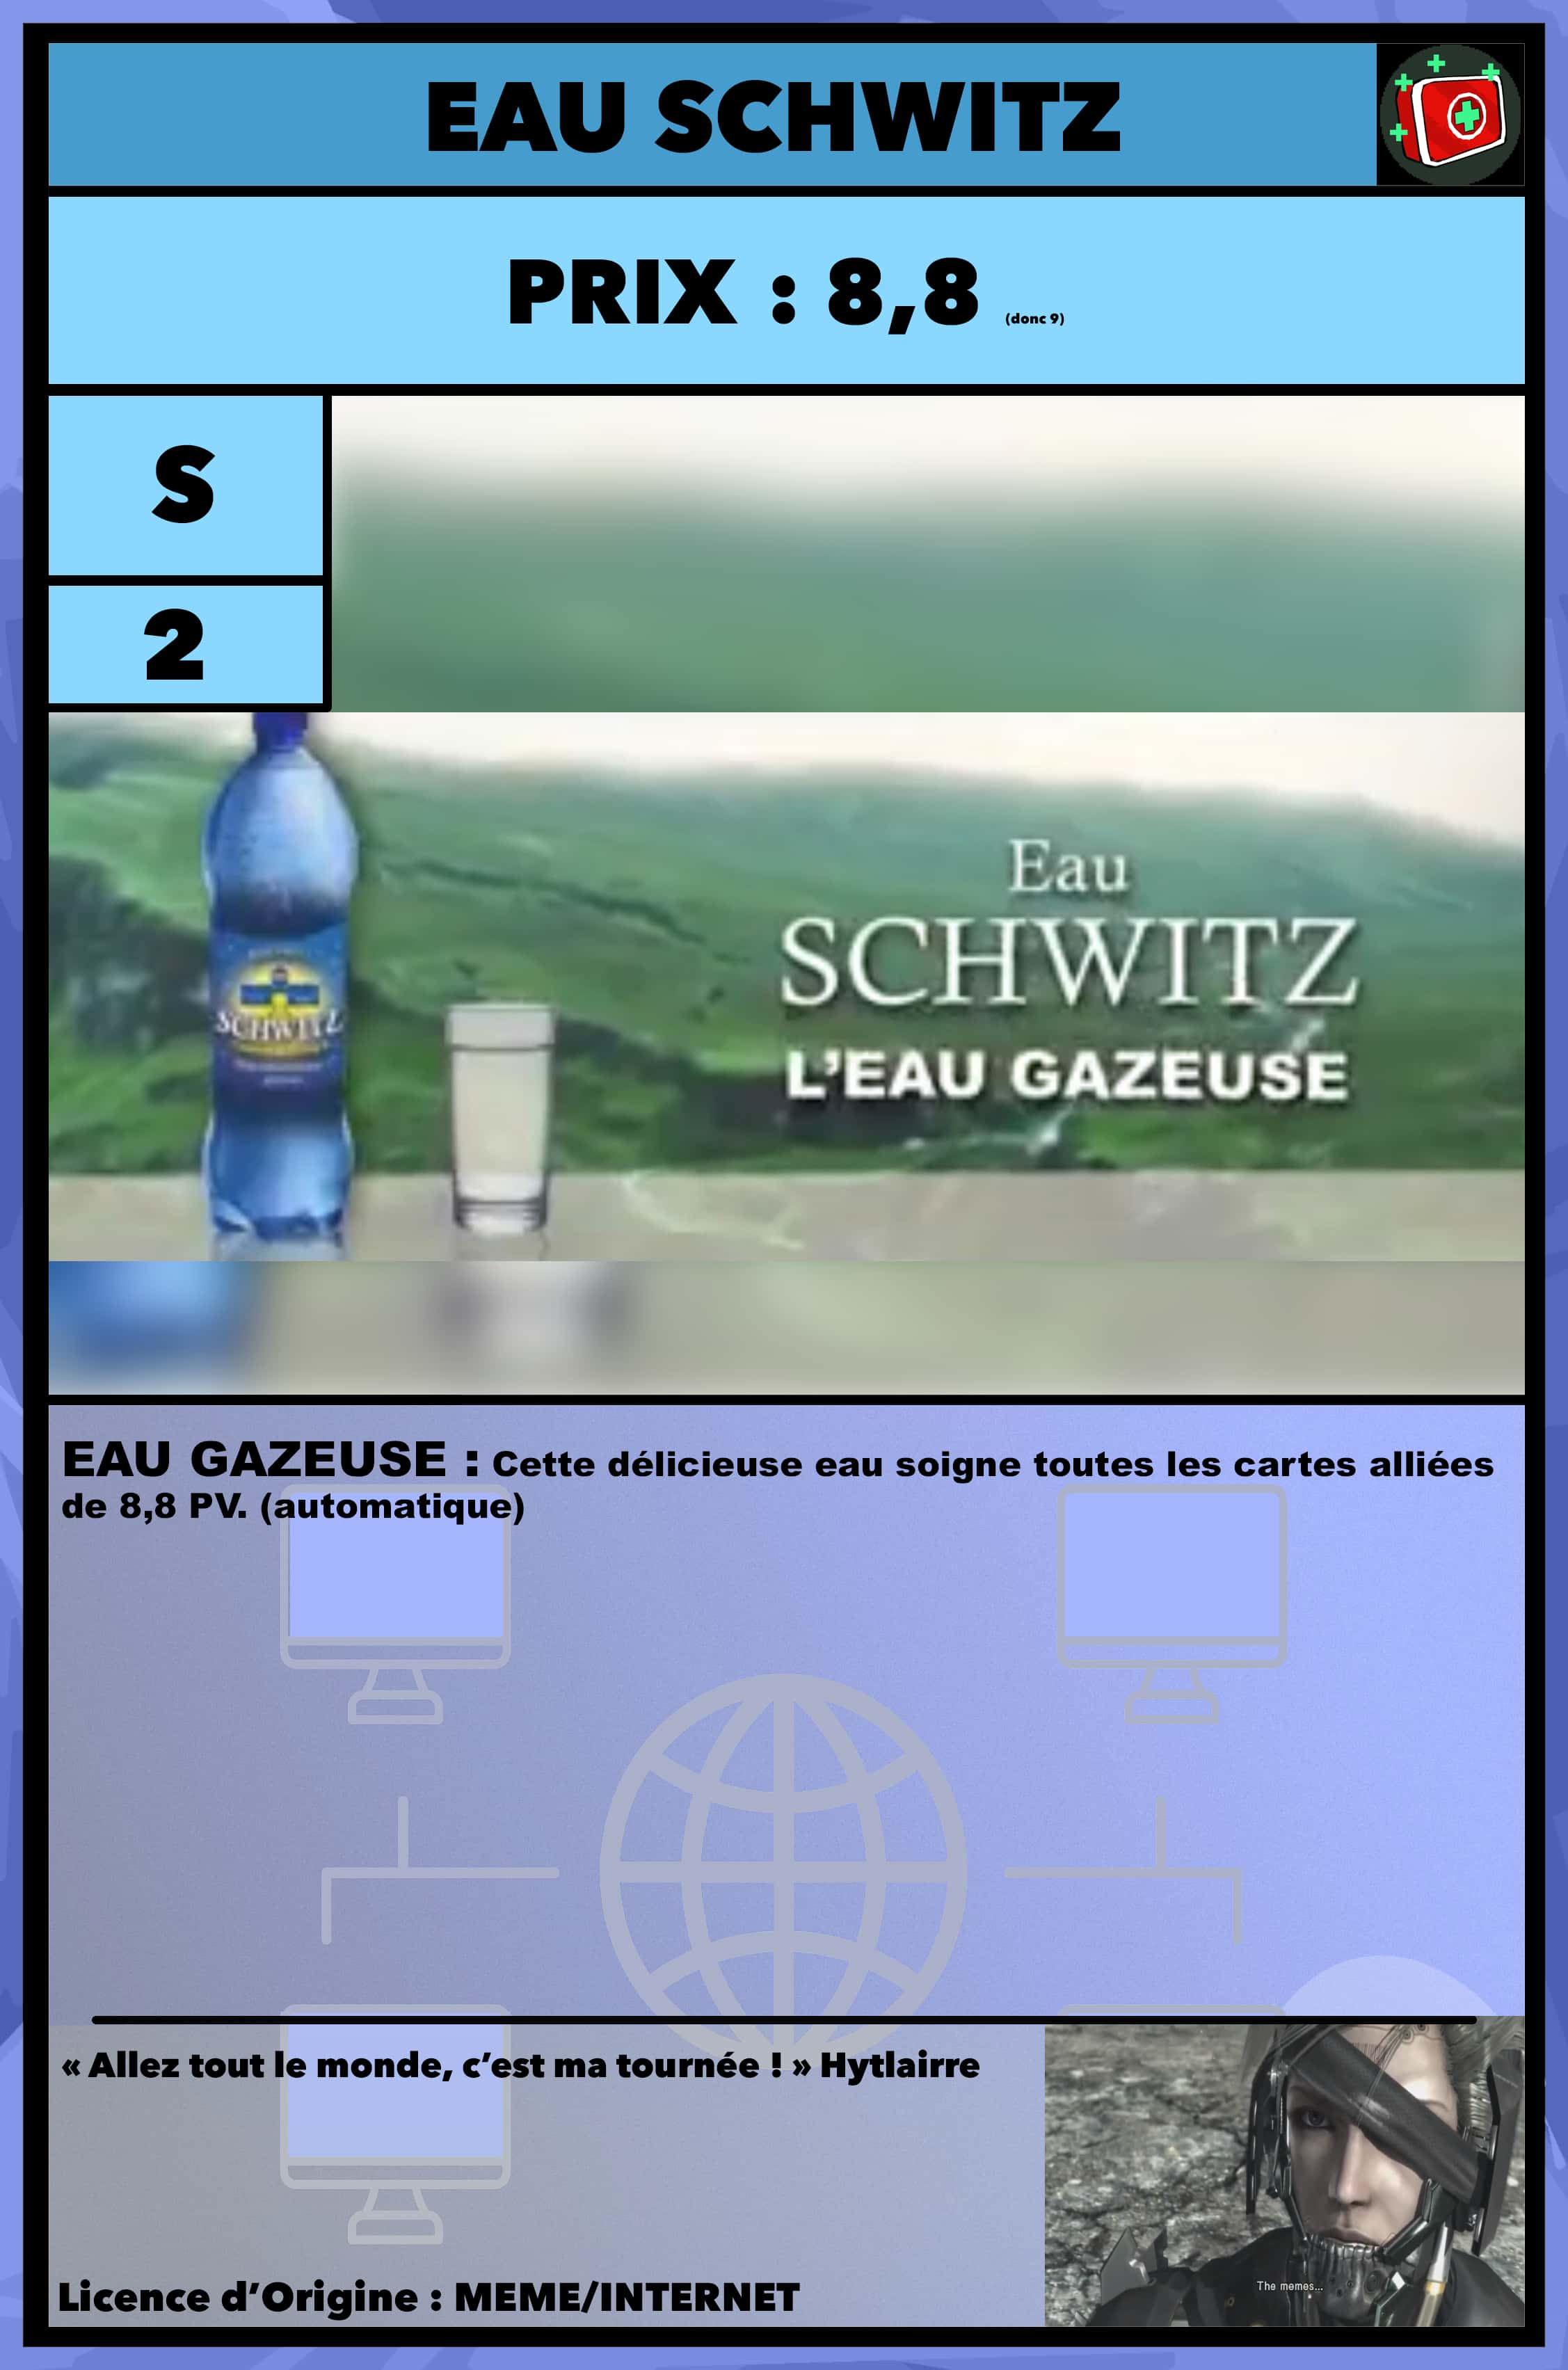 EAU SCHWITZ
PRIX : 8,8 (donc 9)
S
2
Eau
SCHWITZ
L'EAU GAZEUSE
SCHWITZ
EAU GAZEUSE : Cette délicieuse eau soigne toutes les cartes alliées
de 8,8 PV. (automatique)
« Allez tout le monde, c’est ma tournée ! » Hytlairre
The memes...
Licence d’Origine : MEME/INTERNET